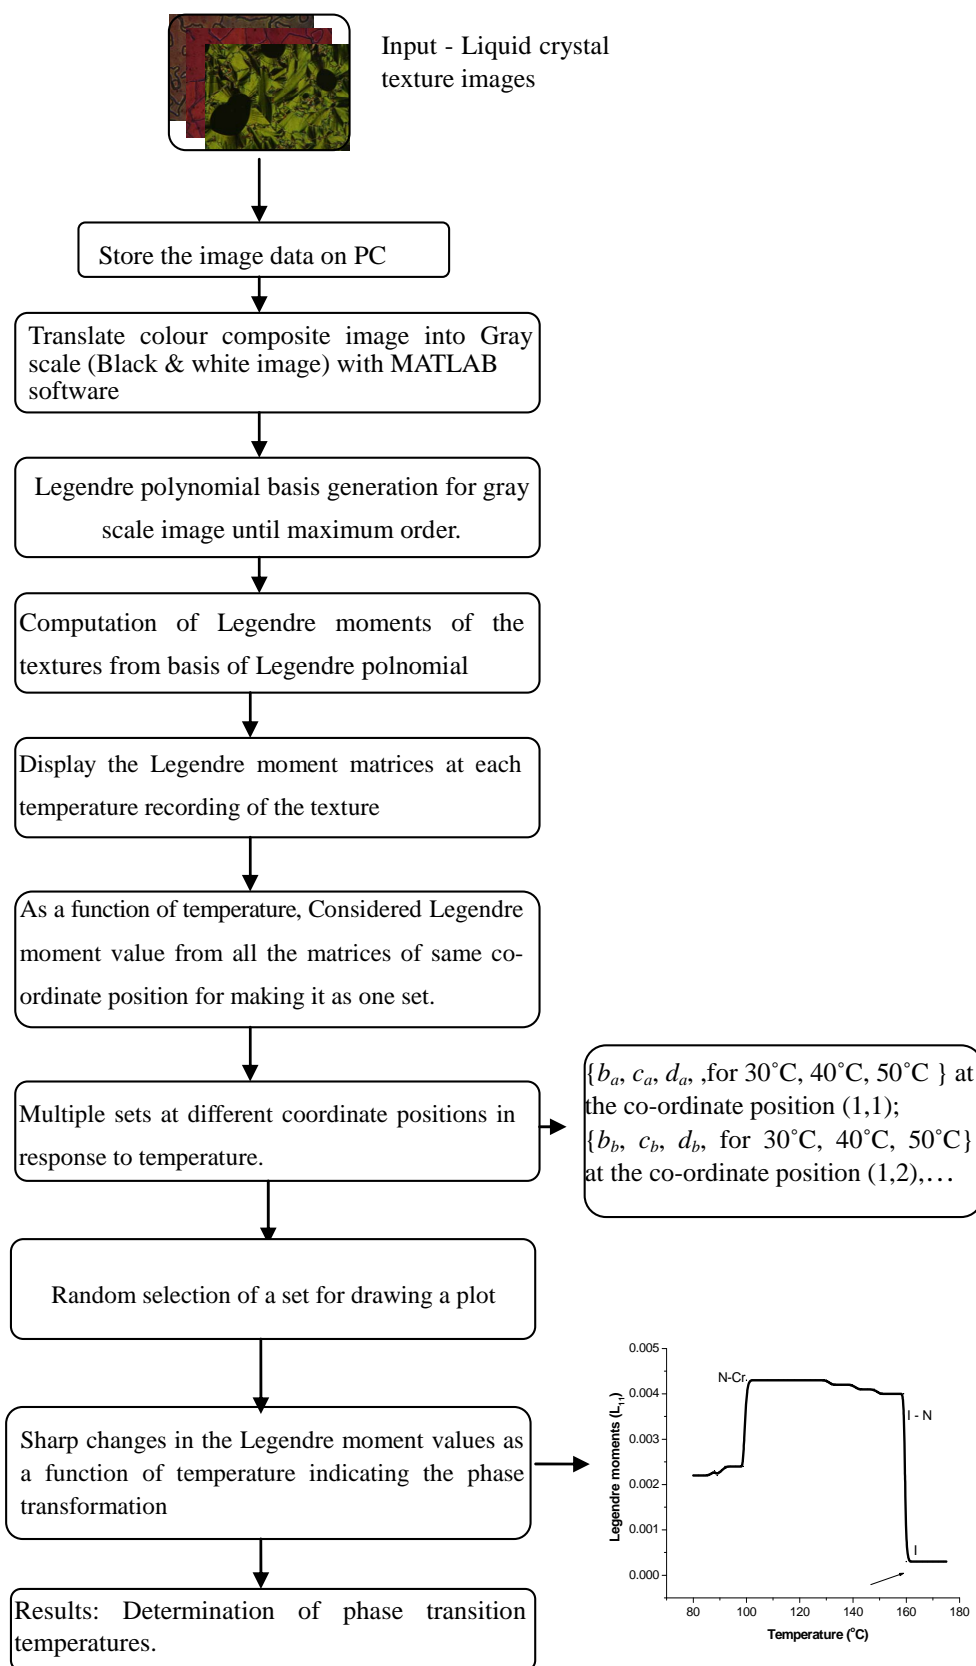 Input - Liquid crystal
texture images
Store the image data on PC
Translate colour composite image into Gray
scale (Black & white image) with MATLAB
software
Legendre polynomial basis generation for gray
scale image until maximum order.
Computation of Legendre moments of the
textures from basis of Legendre polnomial
Display the Legendre moment matrices at each
temperature recording of the texture
As a function of temperature, Considered Legendre
moment value from all the matrices of same co-
ordinate position for making it as one set.
Multiple sets at different coordinate positions in
response to temperature.
{b_a, c_a, d_a, ,for 30˚C, 40˚C, 50˚C } at
the co-ordinate position (1,1);
{b_b, c_b, d_b, for 30˚C, 40˚C, 50˚C}
at the co-ordinate position (1,2),…
Random selection of a set for drawing a plot
Sharp changes in the Legendre moment values as
a function of temperature indicating the phase
transformation
0.005
0.004
0.003
0.002
0.001
0.000
Legendre moments (L₁₁)
N-Cr
I - N
I
80 100 120 140 160 180
Temperature (°C)
Results: Determination of phase transition
temperatures.